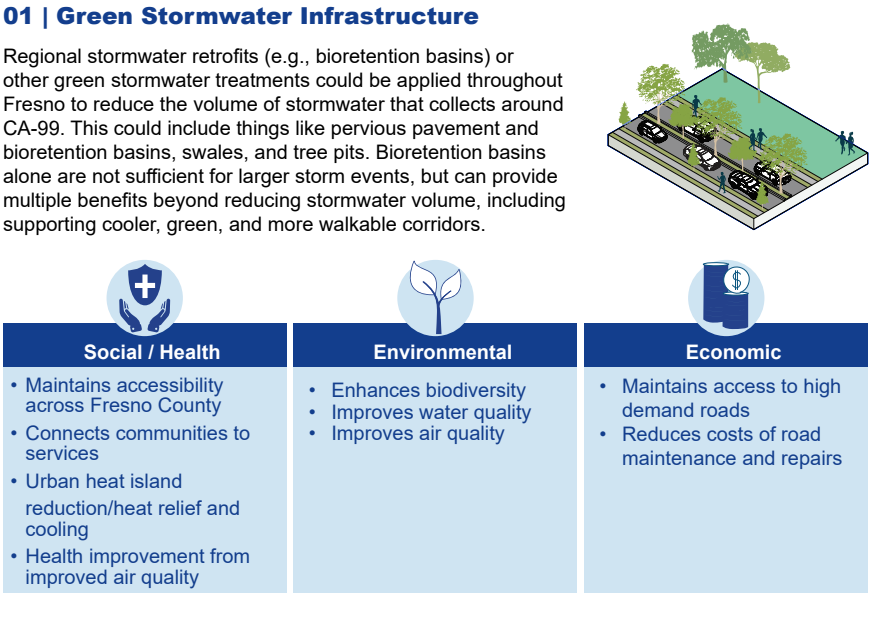 01 | Green Stormwater Infrastructure
Regional stormwater retrofits (e.g., bioretention basins) or
other green stormwater treatments could be applied throughout
Fresno to reduce the volume of stormwater that collects around
CA-99. This could include things like pervious pavement and
bioretention basins, swales, and tree pits. Bioretention basins
alone are not sufficient for larger storm events, but can provide
multiple benefits beyond reducing stormwater volume, including
supporting cooler, green, and more walkable corridors.
Social / Health
• Maintains accessibility
across Fresno County
• Connects communities to
services
• Urban heat island
reduction/heat relief and
cooling
• Health improvement from
improved air quality
Environmental
• Enhances biodiversity
• Improves water quality
• Improves air quality
$
Economic
• Maintains access to high
demand roads
• Reduces costs of road
maintenance and repairs